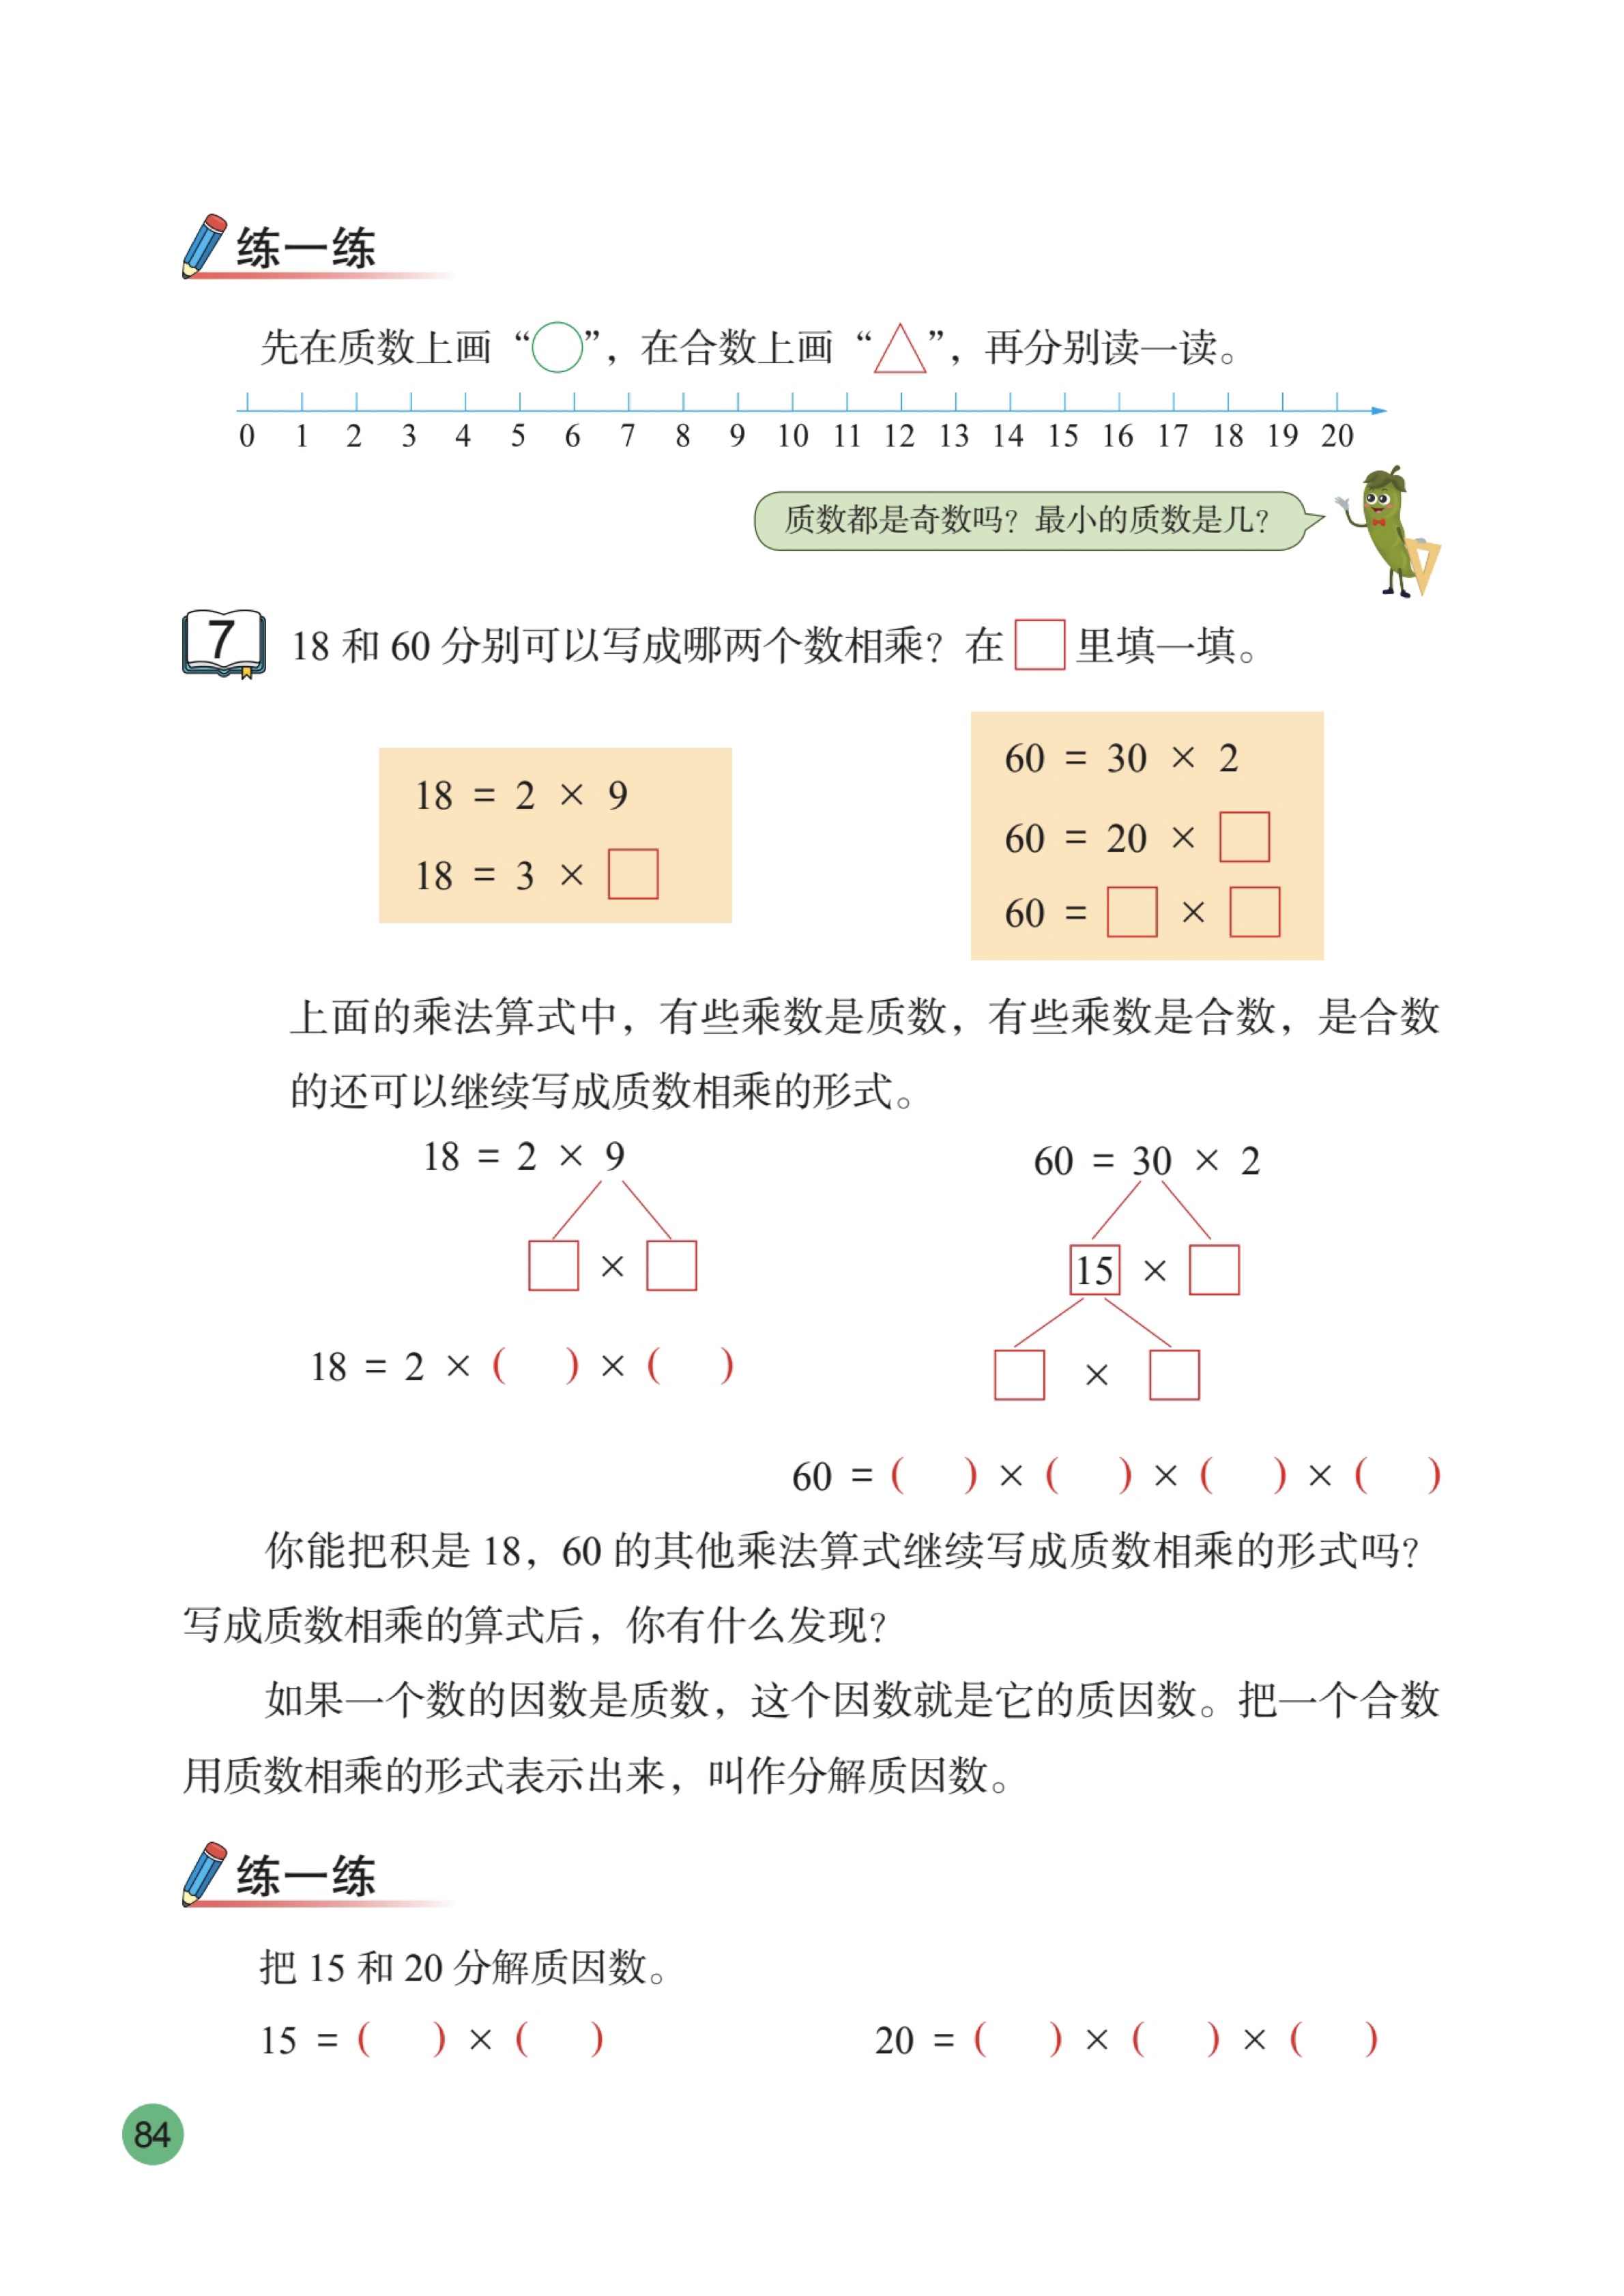 练一练
先在质数上画“○”，在合数上画“△”，再分别读一读。
0 1 2 3 4 5 6 7 8 9 10 11 12 13 14 15 16 17 18 19 20
质数都是奇数吗？最小的质数是几？
7 18 和 60 分别可以写成哪两个数相乘？在□里填一填。
18 = 2 × 9
18 = 3 × □
60 = 30 × 2
60 = 20 × □
60 = □ × □
上面的乘法算式中，有些乘数是质数，有些乘数是合数，是合数
的还可以继续写成质数相乘的形式。
18 = 2 × 9
□ × □
18 = 2 × (  ) × (  )
60 = 30 × 2
15 × □
□ × □
60 = (  ) × (  ) × (  ) × (  )
你能把积是 18，60 的其他乘法算式继续写成质数相乘的形式吗？
写成质数相乘的算式后，你有什么发现？
如果一个数的因数是质数，这个因数就是它的质因数。把一个合数
用质数相乘的形式表示出来，叫作分解质因数。
练一练
把 15 和 20 分解质因数。
15 = (  ) × (  )
20 = (  ) × (  ) × (  )
84